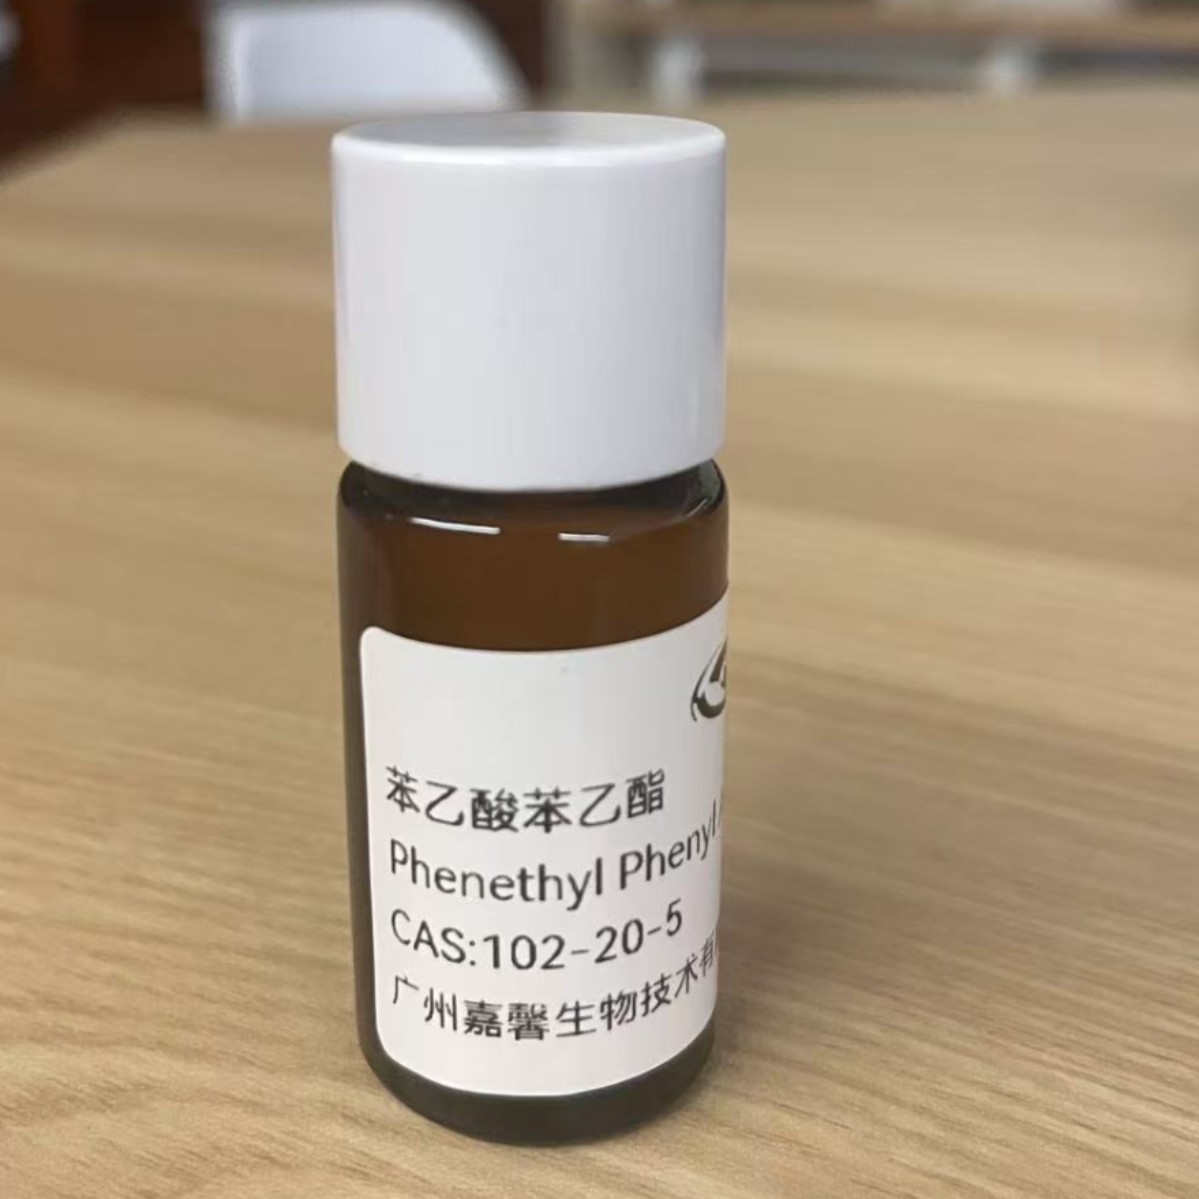 苯乙酸苯乙酯
Phenethyl Phenyl
CAS:102-20-5
广州嘉馨生物技术有